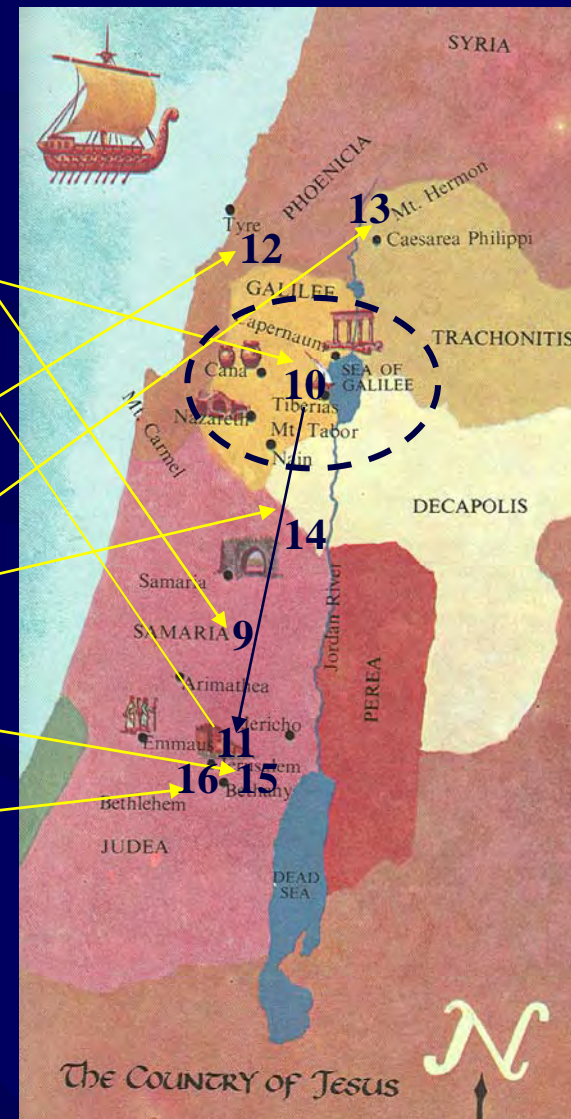 SYRIA
PHOENICIA
Mt. Hermon
13
Tyre
Caesarea Philippi
12
GALILEE
Capernaum
TRACHONITIS
Cana
SEA OF
GALILEE
10
Tiberias
Nazareth
Mt. Tabor
Mt. Carmel
Nain
DECAPOLIS
14
Samaria
Jordan River
SAMARIA
9
PEREA
Arimathea
Jericho
Emmaus
11
Jerusalem
16
15
Bethany
Bethlehem
JUDEA
DEAD
SEA
N
The Country of Jesus